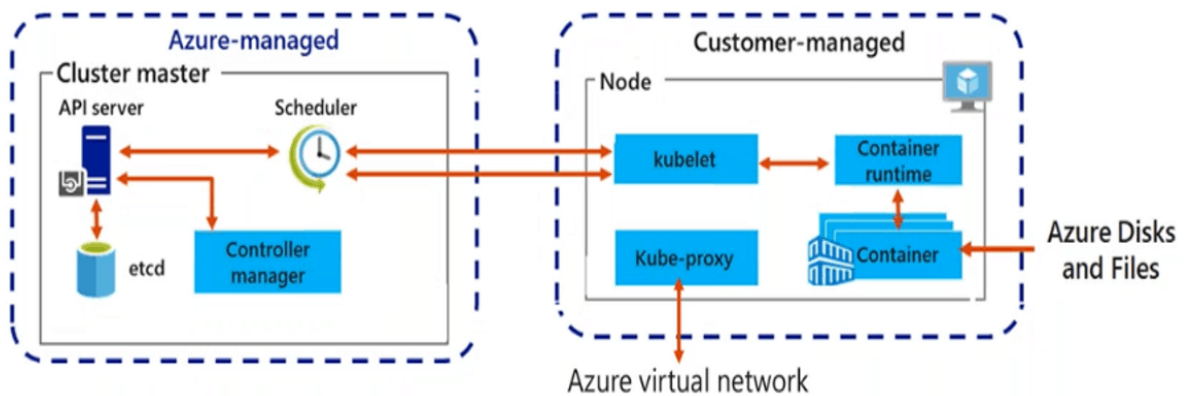 Azure-managed
Cluster master
API server
Scheduler
etcd
Controller
manager
Customer-managed
Node
kubelet
Container
runtime
Kube-proxy
Container
Azure Disks
and Files
Azure virtual network